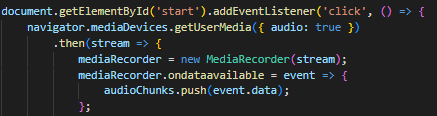 document.getElementById('start').addEventListener('click', () => {
    navigator.mediaDevices.getUserMedia({ audio: true })
        .then(stream => {
            mediaRecorder = new MediaRecorder(stream);
            mediaRecorder.ondataavailable = event => {
                audioChunks.push(event.data);
            };